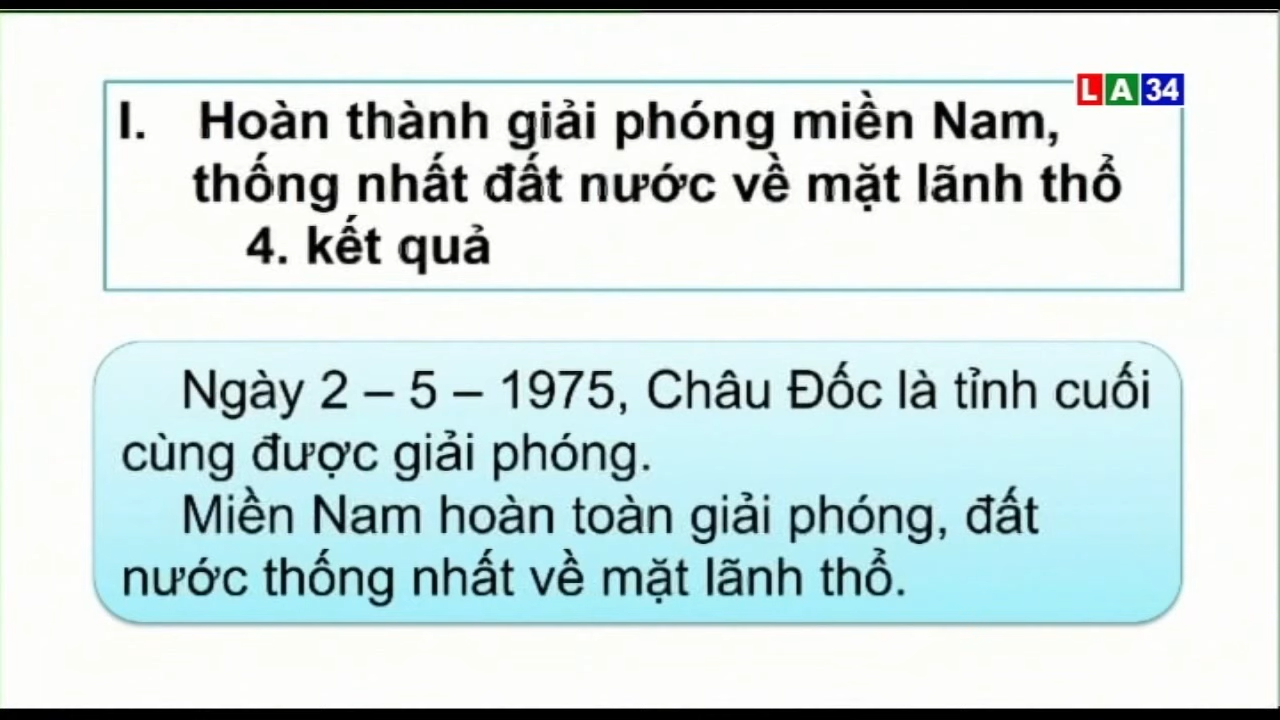 LA34
I. Hoàn thành giải phóng miền Nam,
thống nhất đất nước về mặt lãnh thổ
4. kết quả
Ngày 2 – 5 – 1975, Châu Đốc là tỉnh cuối
cùng được giải phóng.
Miền Nam hoàn toàn giải phóng, đất
nước thống nhất về mặt lãnh thổ.